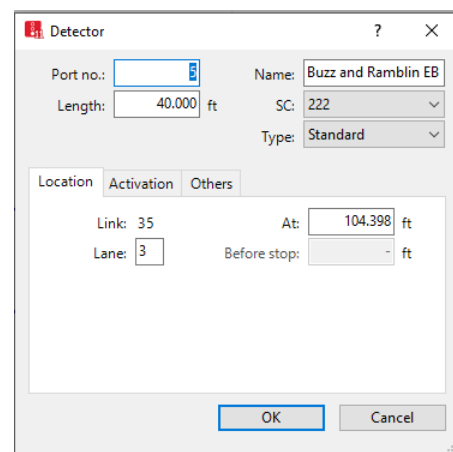 Detector ? ×
Port no.: 5 Name: Buzz and Ramblin EB
Length: 40.000 ft SC: 222
Type: Standard
Location Activation Others
Link: 35 At: 104.398 ft
Lane: 3 Before stop: - ft
OK Cancel